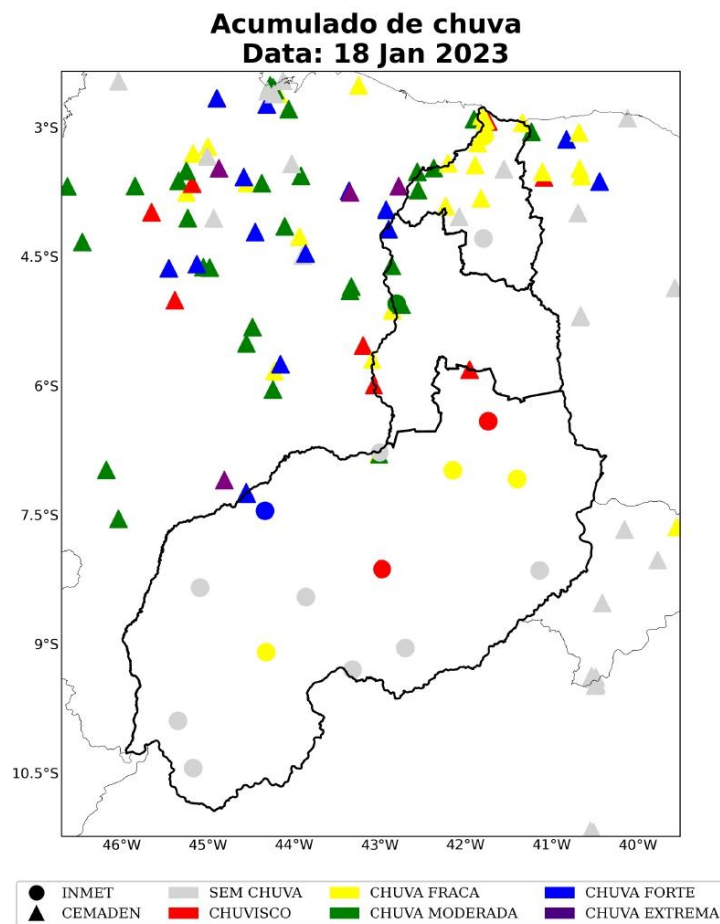 Acumulado de chuva
Data: 18 Jan 2023
3°S
4.5°S
6°S
7.5°S
9°S
10.5°S
46°W 45°W 44°W 43°W 42°W 41°W 40°W
INMET SEM CHUVA CHUVA FRACA CHUVA FORTE
CEMADEN CHUVISCO CHUVA MODERADA CHUVA EXTREMA